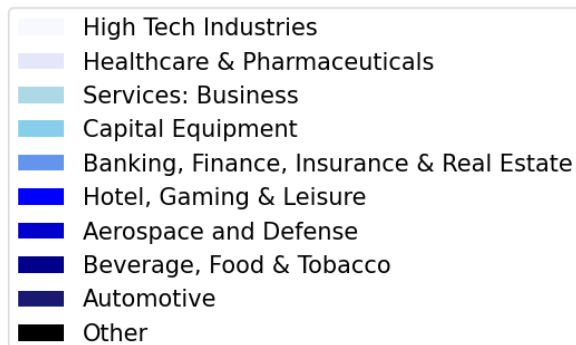 High Tech Industries
Healthcare & Pharmaceuticals
Services: Business
Capital Equipment
Banking, Finance, Insurance & Real Estate
Hotel, Gaming & Leisure
Aerospace and Defense
Beverage, Food & Tobacco
Automotive
Other